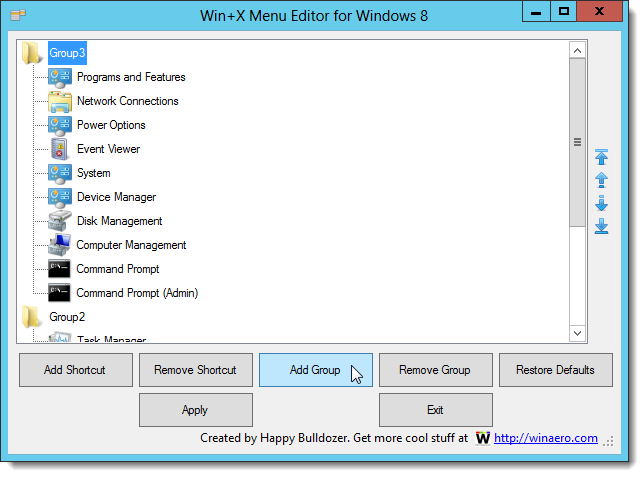 Win+X Menu Editor for Windows 8
Group3
Programs and Features
Network Connections
Power Options
Event Viewer
System
Device Manager
Disk Management
Computer Management
Command Prompt
Command Prompt (Admin)
Group2
Task Manager
Add Shortcut Remove Shortcut Add Group Remove Group Restore Defaults
Apply Exit
Created by Happy Bulldozer. Get more cool stuff at W http://winaero.com